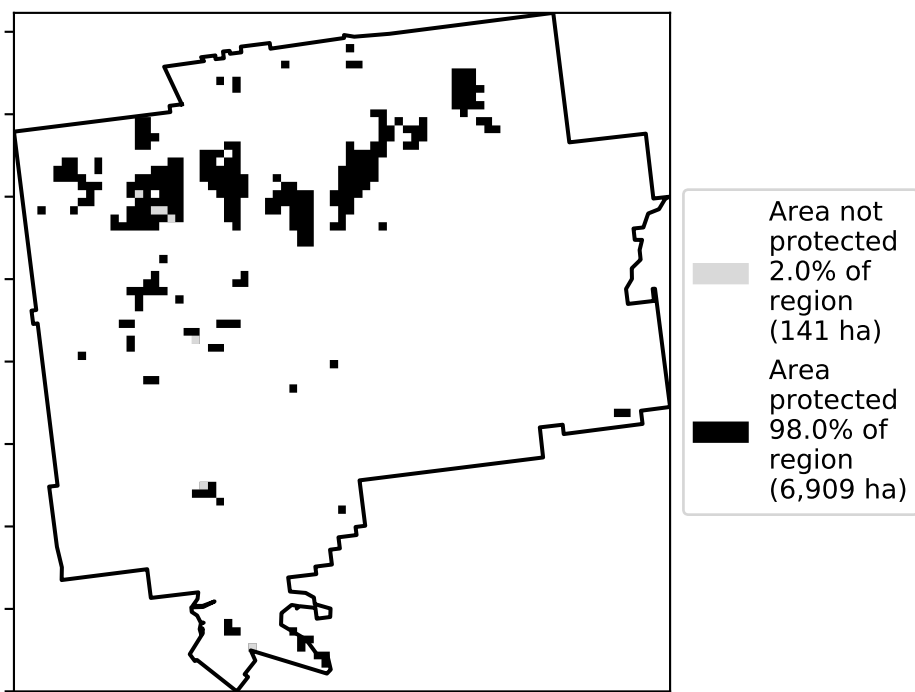 Area not
protected
2.0% of
region
(141 ha)
Area
protected
98.0% of
region
(6,909 ha)